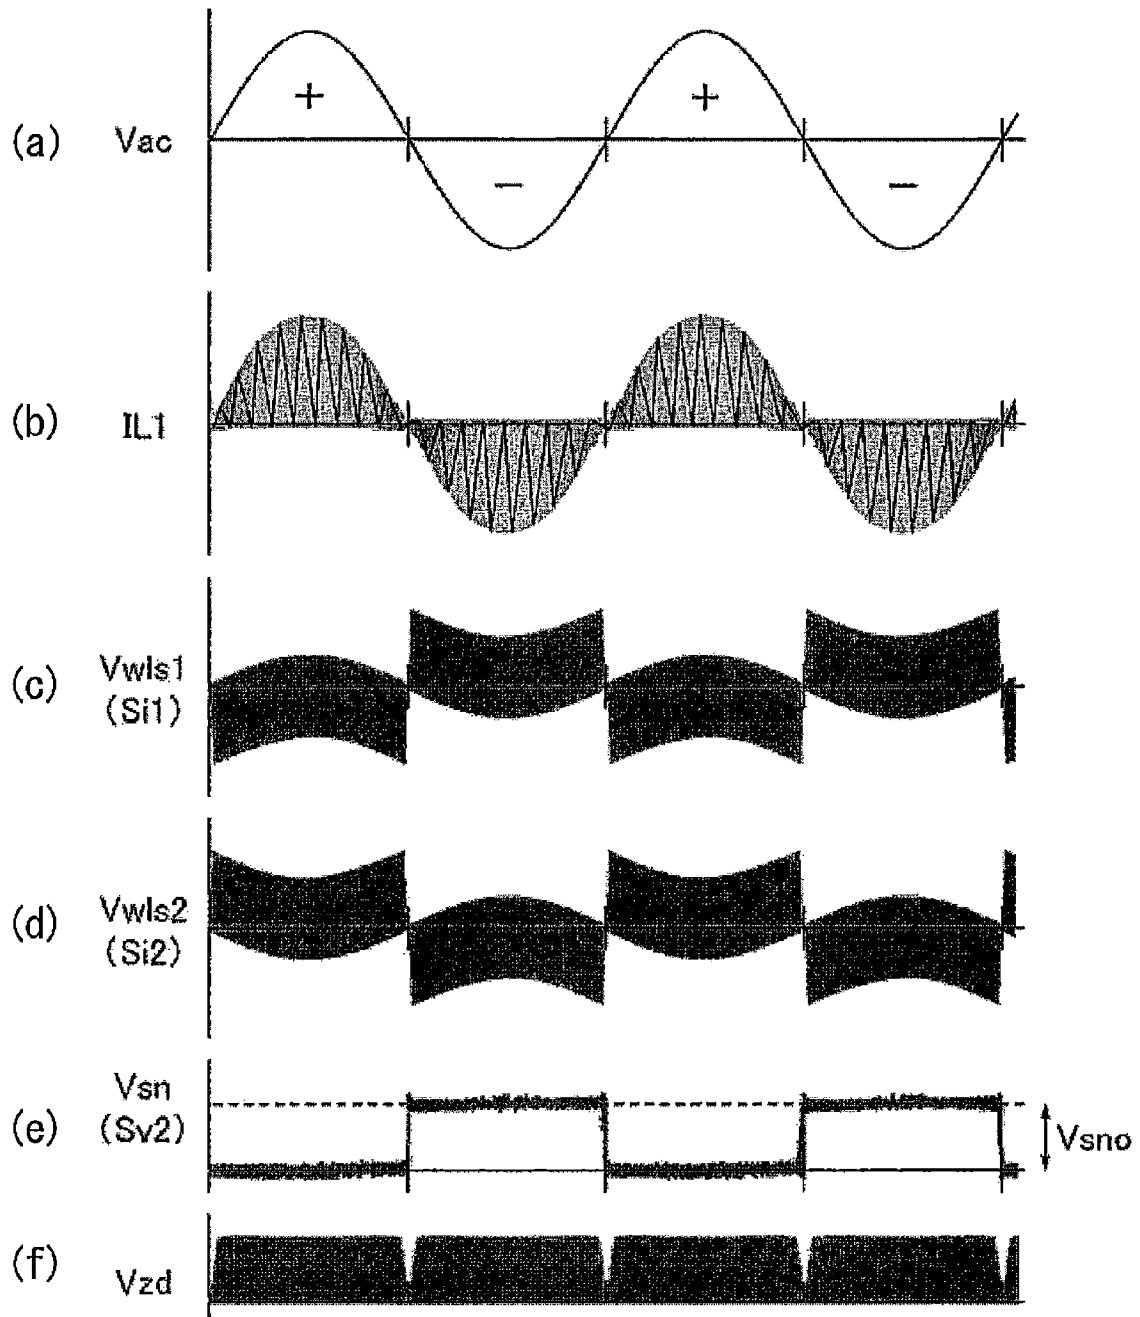 (a) Vac
+
−
+
−
(b) IL1
(c) Vwls1
(Si1)
(d) Vwls2
(Si2)
(e) Vsn
(Sv2)
Vsno
(f) Vzd